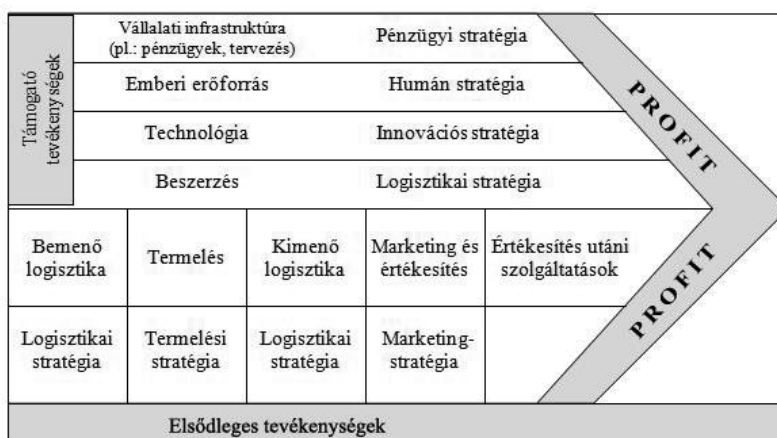 Támogató
tevékenységek
Vállalati infrastruktúra
(pl.: pénzügyek, tervezés)
Pénzügyi stratégia
Emberi erőforrás
Humán stratégia
Technológia
Innovációs stratégia
Beszerzés
Logisztikai stratégia
PROFIT
Bemenő
logisztika
Termelés
Kimenő
logisztika
Marketing és
értékesítés
Értékesítés utáni
szolgáltatások
PROFIT
Logisztikai
stratégia
Termelési
stratégia
Logisztikai
stratégia
Marketing-
stratégia
Elsődleges tevékenységek